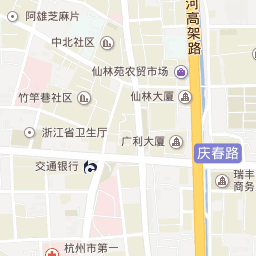 阿雄芝麻片
河高架路
中北社区
仙林苑农贸市场
竹竿巷社区
仙林大厦
浙江省卫生厅
广利大厦
庆春路
交通银行
瑞丰
商务
杭州市第一